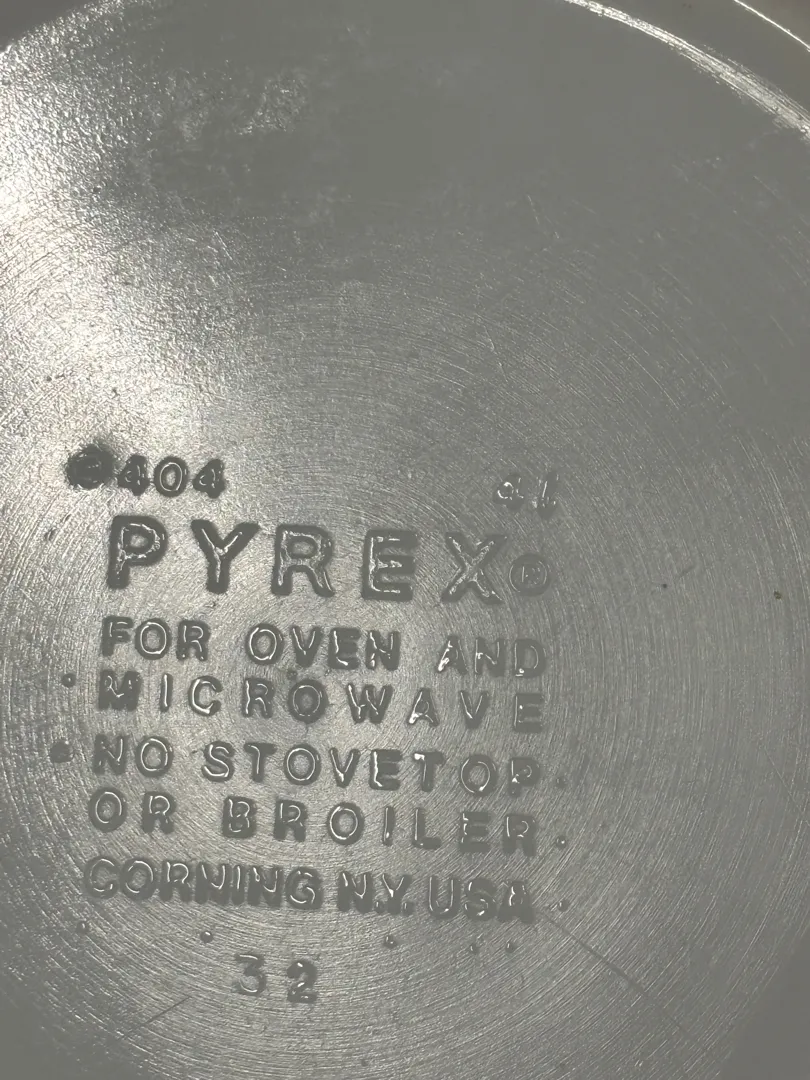 404 41
PYREX®
FOR OVEN AND
MICROWAVE
NO STOVETOP
OR BROILER
CORNING N.Y. USA
32